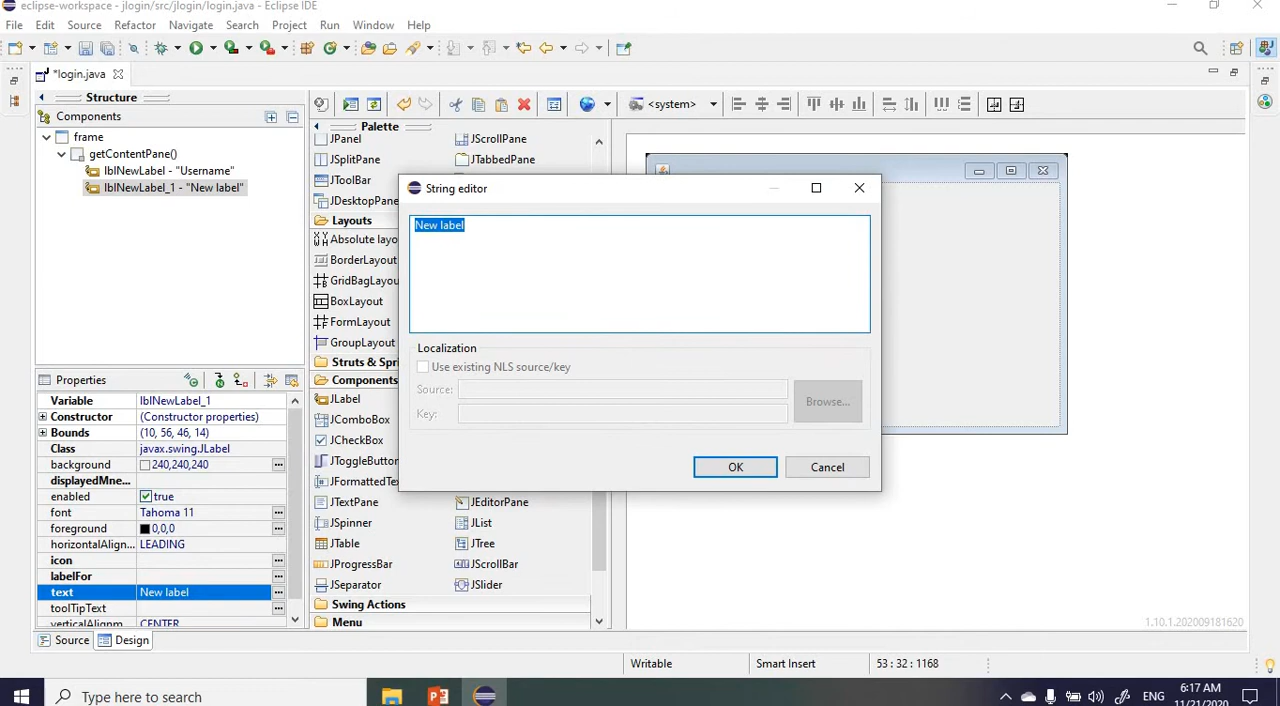 eclipse-workspace - jlogin/src/jlogin/login.java - Eclipse IDE
File Edit Source Refactor Navigate Search Project Run Window Help
*login.java
Structure
Components
frame
getContentPane()
lblNewLabel - "Username"
lblNewLabel_1 - "New label"
Palette
<system>
JPanel JScrollPane
JSplitPane JTabbedPane
JToolBar
JDesktopPane
Layouts
Absolute layo
BorderLayout
GridBagLayou
BoxLayout
FormLayout
GroupLayout
Struts & Spri
Components
JLabel
JComboBox
JCheckBox
JToggleButton
JFormattedTex
JTextPane JEditorPane
JSpinner JList
JTable JTree
JProgressBar JScrollBar
JSeparator JSlider
Swing Actions
Menu
String editor
New label
Localization
Use existing NLS source/key
Source:
Browse...
Key:
OK Cancel
Properties
Variable lblNewLabel_1
Constructor (Constructor properties)
Bounds (10, 56, 46, 14)
Class javax.swing.JLabel
background 240,240,240
displayedMne...
enabled true
font Tahoma 11
foreground 0,0,0
horizontalAlign... LEADING
icon
labelFor
text New label
toolTipText
verticalAlignm... CENTER
1.10.1.202009181620
Source Design
Writable Smart Insert 53 : 32 : 1168
Type here to search
ENG 6:17 AM
11/21/2020